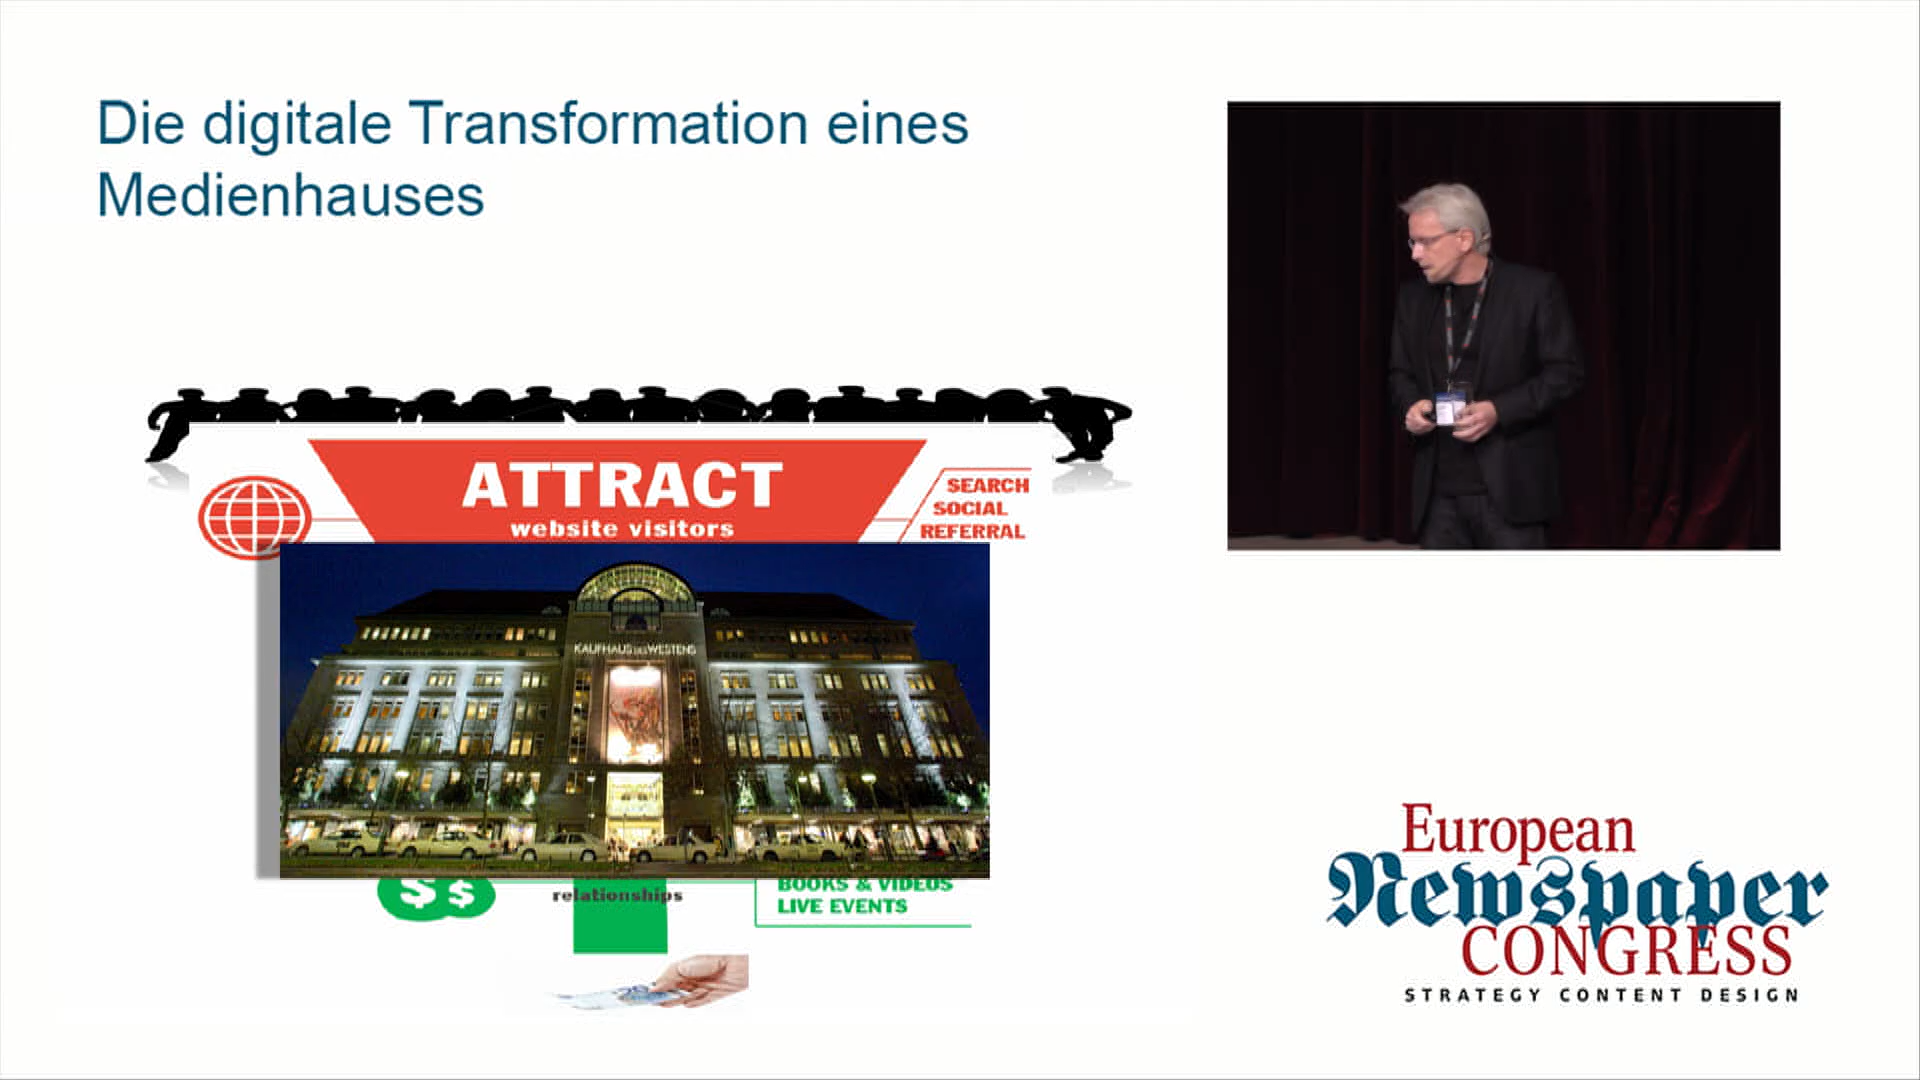 Die digitale Transformation eines
Medienhauses
ATTRACT
website visitors
SEARCH
SOCIAL
REFERRAL
KAUFHAUS DES WESTENS
$ $
relationships
BOOKS & VIDEOS
LIVE EVENTS
European
Newspaper
CONGRESS
STRATEGY CONTENT DESIGN